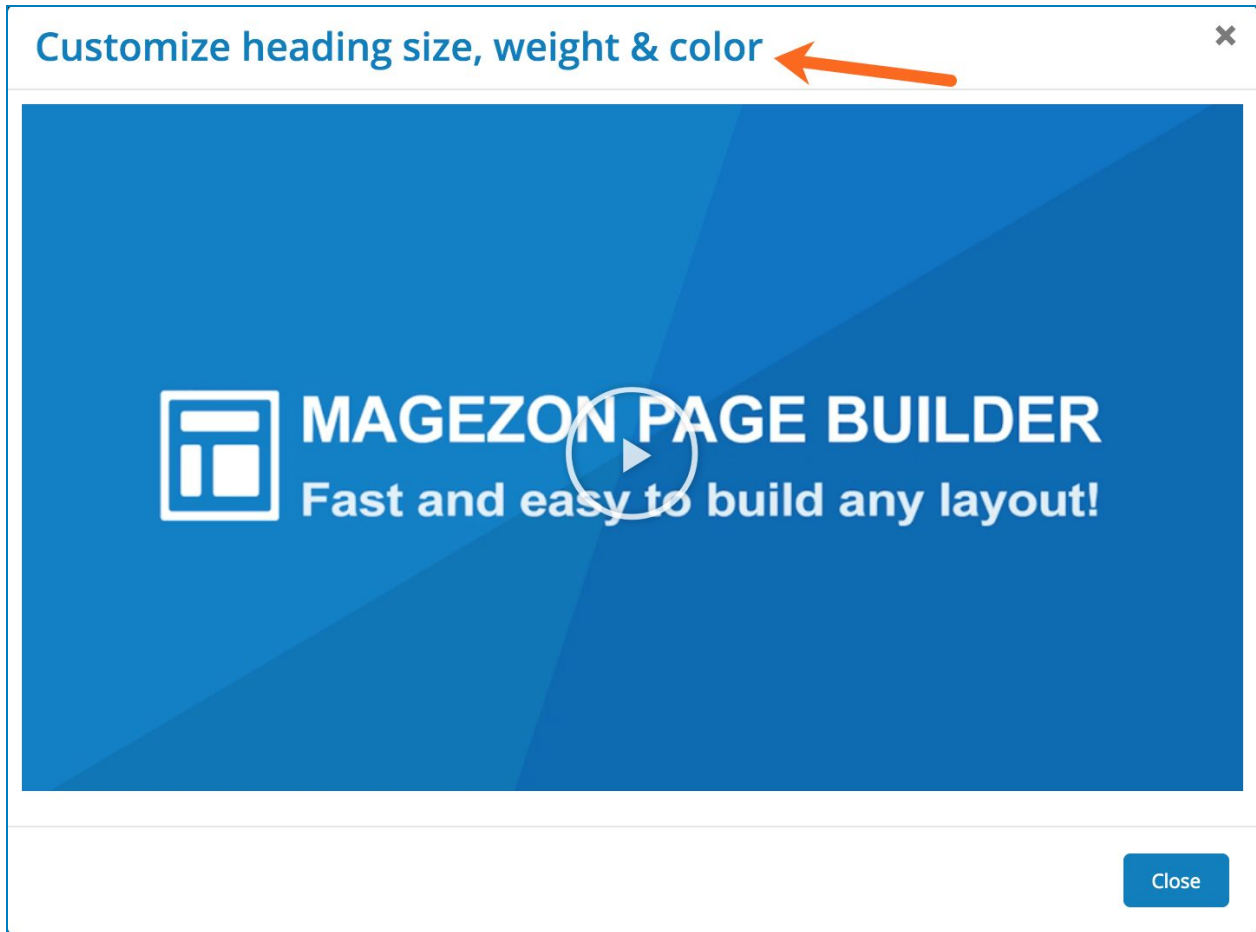 Customize heading size, weight & color
MAGEZON PAGE BUILDER
Fast and easy to build any layout!
Close